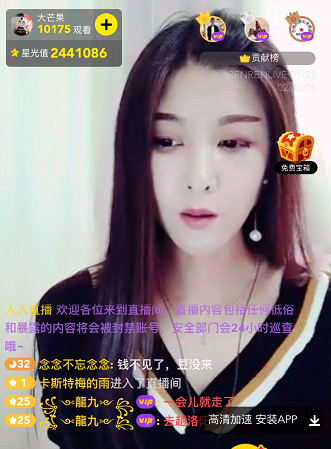 大芒果
10175 观看
星光值 2441086
贡献榜
VIP
VIP
VIP
RENRENLIVE 01/22
免费宝箱
人人直播 欢迎各位来到直播间，直播内容包括任何低俗
和暴露的内容将会被封禁账号，安全部门会24小时巡查
哦~
32 念念不忘念念: 钱不见了，豆没来
1 卡斯特梅的雨进入了直播间
25 龍九 VIP : 一会儿就走了
25 龍九 VIP : 去趟洛
高清加速 安装APP